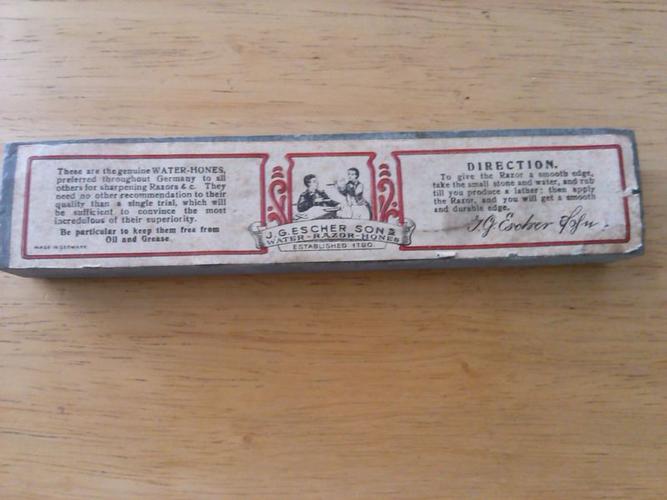 These are the genuine WATER-HONES,
preferred throughout Germany to all
others for sharpening Razors & c. They
need no other recommendation to their
quality than a single trial, which will
be sufficient to convince the most
incredulous of their superiority.
Be particular to keep them free from
Oil and Grease.
MADE IN GERMANY
J.G. ESCHER SON'S
WATER-RAZOR-HONES
ESTABLISHED 1780.
DIRECTION.
To give the Razor a smooth edge,
take the small stone and water, and rub
till you produce a lather; then apply
the Razor, and you will get a smooth
and durable edge.
J.G. Escher & Sohn.